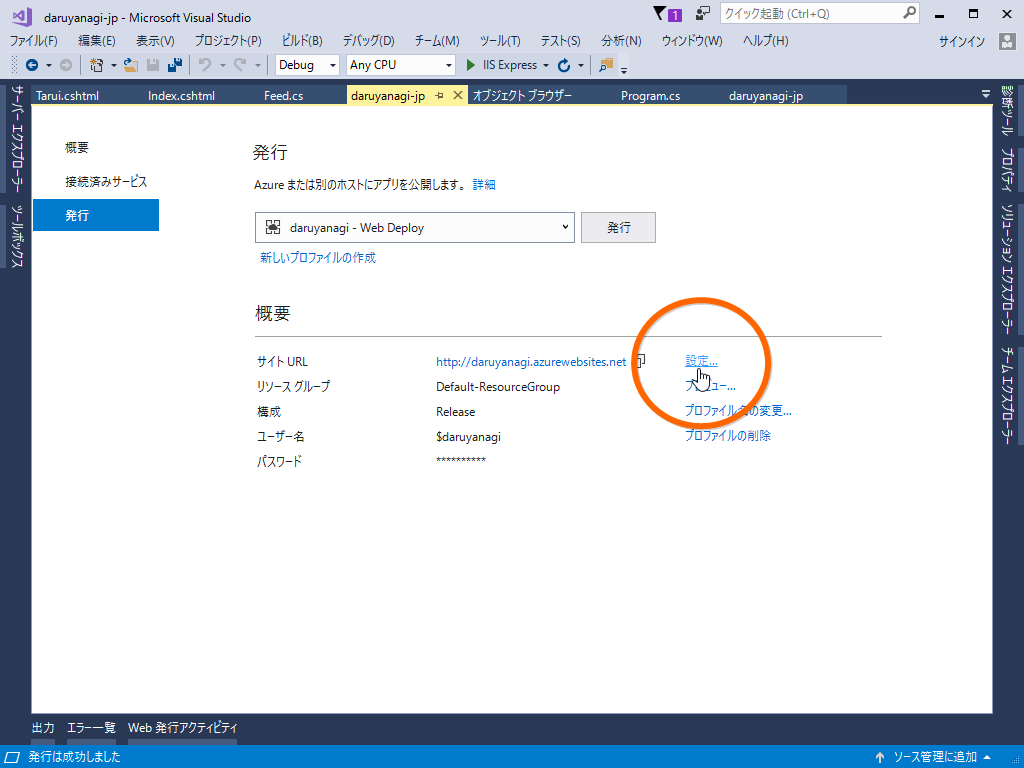 daruyanagi-jp - Microsoft Visual Studio
1
クイック起動 (Ctrl+Q)
ファイル(F) 編集(E) 表示(V) プロジェクト(P) ビルド(B) デバッグ(D) チーム(M) ツール(T) テスト(S) 分析(N) ウィンドウ(W) ヘルプ(H) サインイン
Debug Any CPU IIS Express
サーバー エクスプローラー
ツールボックス
Tarui.cshtml Index.cshtml Feed.cs daruyanagi-jp オブジェクト ブラウザー Program.cs daruyanagi-jp
概要
接続済みサービス
発行
発行
Azure または別のホストにアプリを公開します。 詳細
daruyanagi - Web Deploy 発行
新しいプロファイルの作成
概要
サイト URL http://daruyanagi.azurewebsites.net 設定...
リソース グループ Default-ResourceGroup
構成 Release プロファイル名の変更...
ユーザー名 $daruyanagi プロファイルの削除
パスワード **********
診断ツール
プロパティ
ソリューション エクスプローラー
チーム エクスプローラー
出力 エラー一覧 Web 発行アクティビティ
発行は成功しました ソース管理に追加